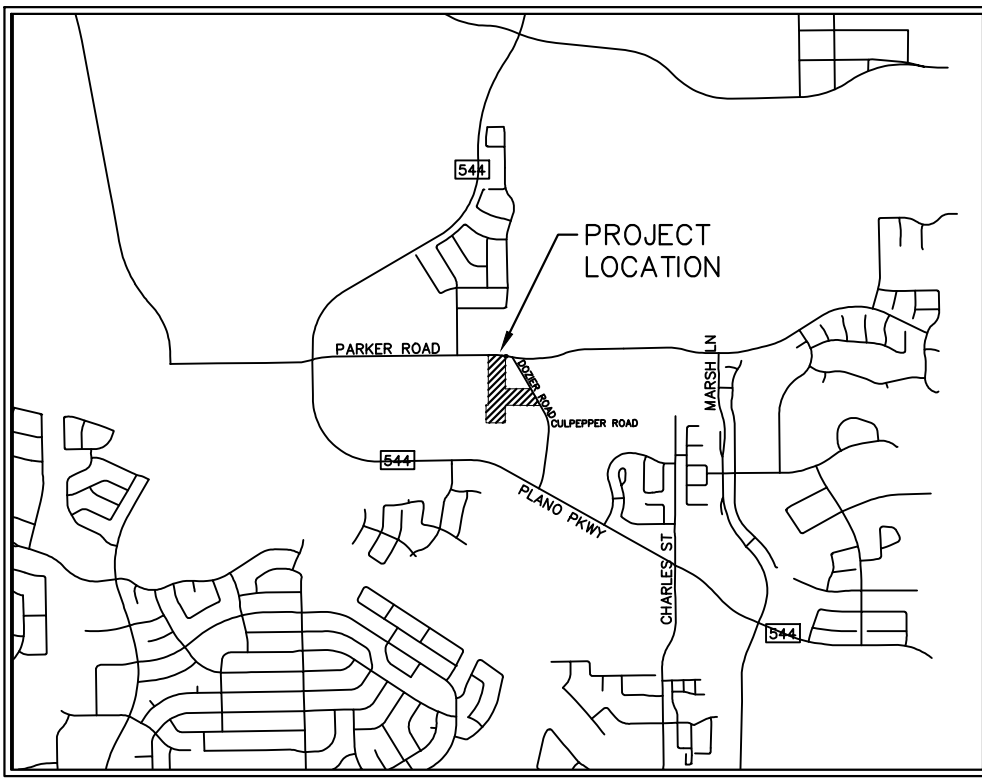 544
PROJECT
LOCATION
PARKER ROAD
MARSH LN
DOZIER ROAD
CULPEPPER ROAD
544
PLANO PKWY
CHARLES ST
544